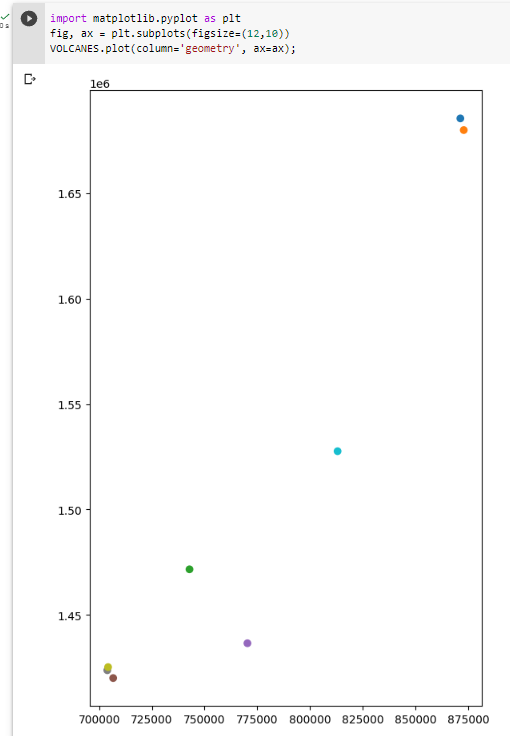 import matplotlib.pyplot as plt
fig, ax = plt.subplots(figsize=(12,10))
VOLCANES.plot(column='geometry', ax=ax);
0 s
1e6
1.65
1.60
1.55
1.50
1.45
700000 725000 750000 775000 800000 825000 850000 875000